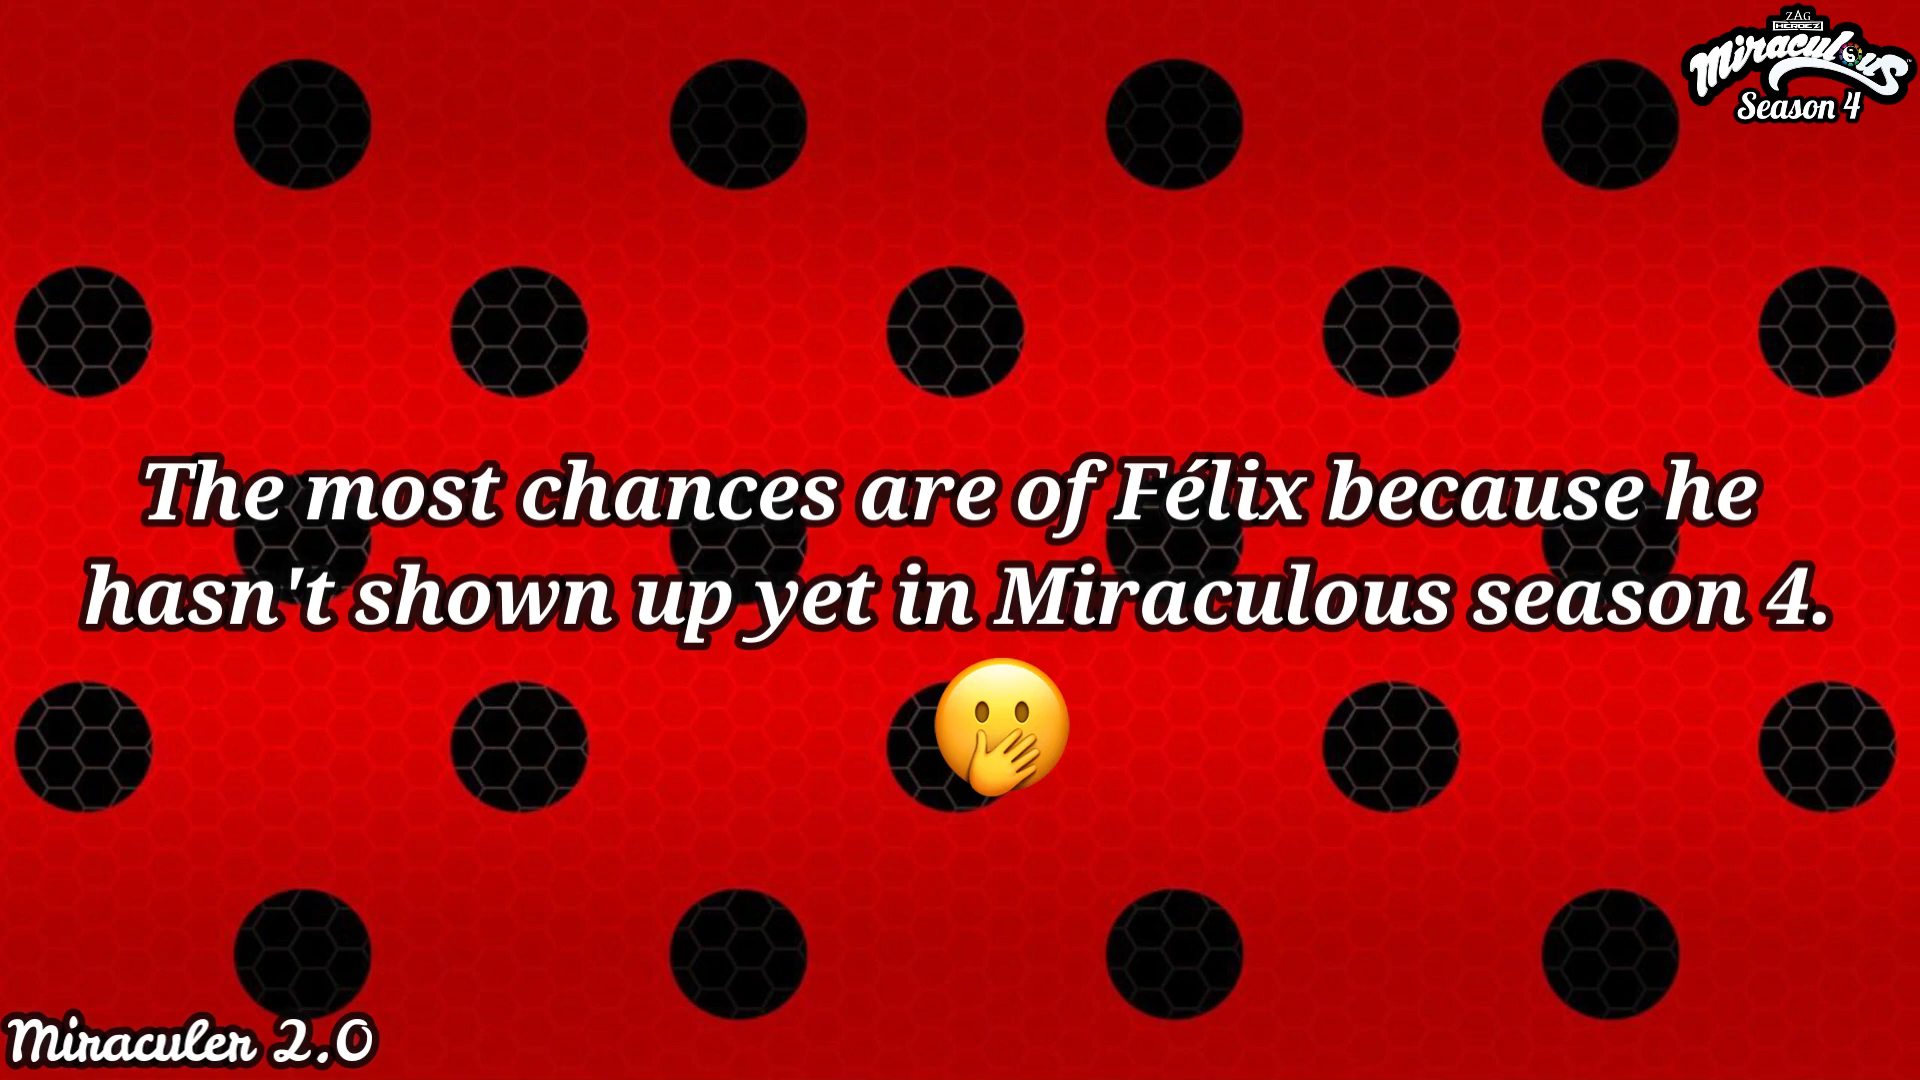 ZAG
HEROEZ
Miraculous
Season 4
The most chances are of Félix because he
hasn't shown up yet in Miraculous season 4.
🫢
Miraculer 2.0